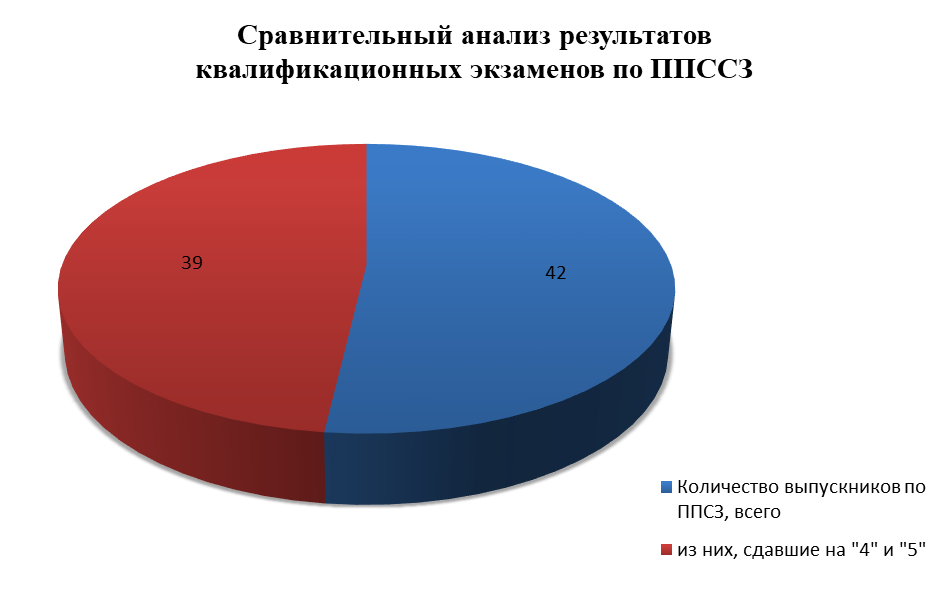 Сравнительный анализ результатов
квалификационных экзаменов по ППССЗ
39
42
Количество выпускников по
ППСЗ, всего
из них, сдавшие на "4" и "5"